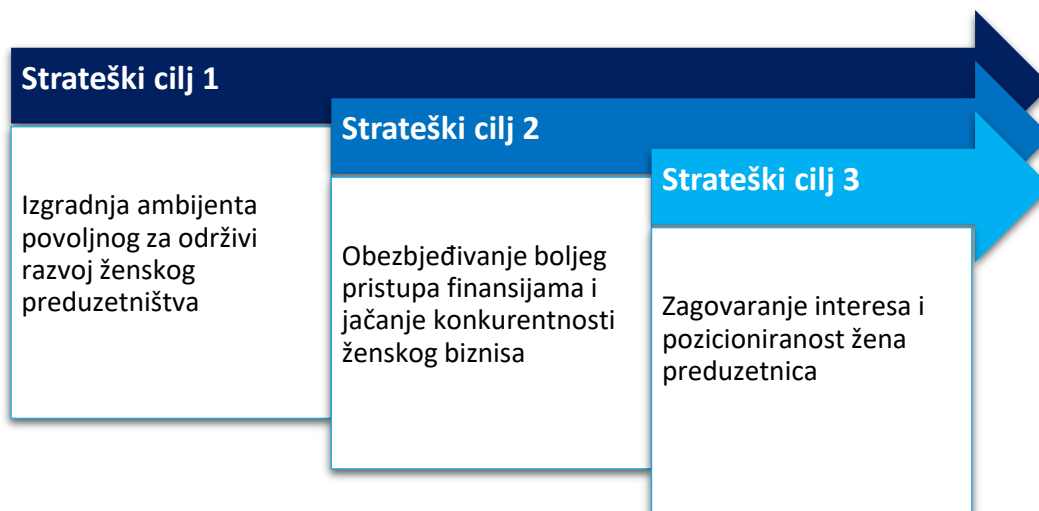 Strateški cilj 1
Izgradnja ambijenta
povoljnog za održivi
razvoj ženskog
preduzetništva
Strateški cilj 2
Obezbjeđivanje boljeg
pristupa finansijama i
jačanje konkurentnosti
ženskog biznisa
Strateški cilj 3
Zagovaranje interesa i
pozicioniranost žena
preduzetnica